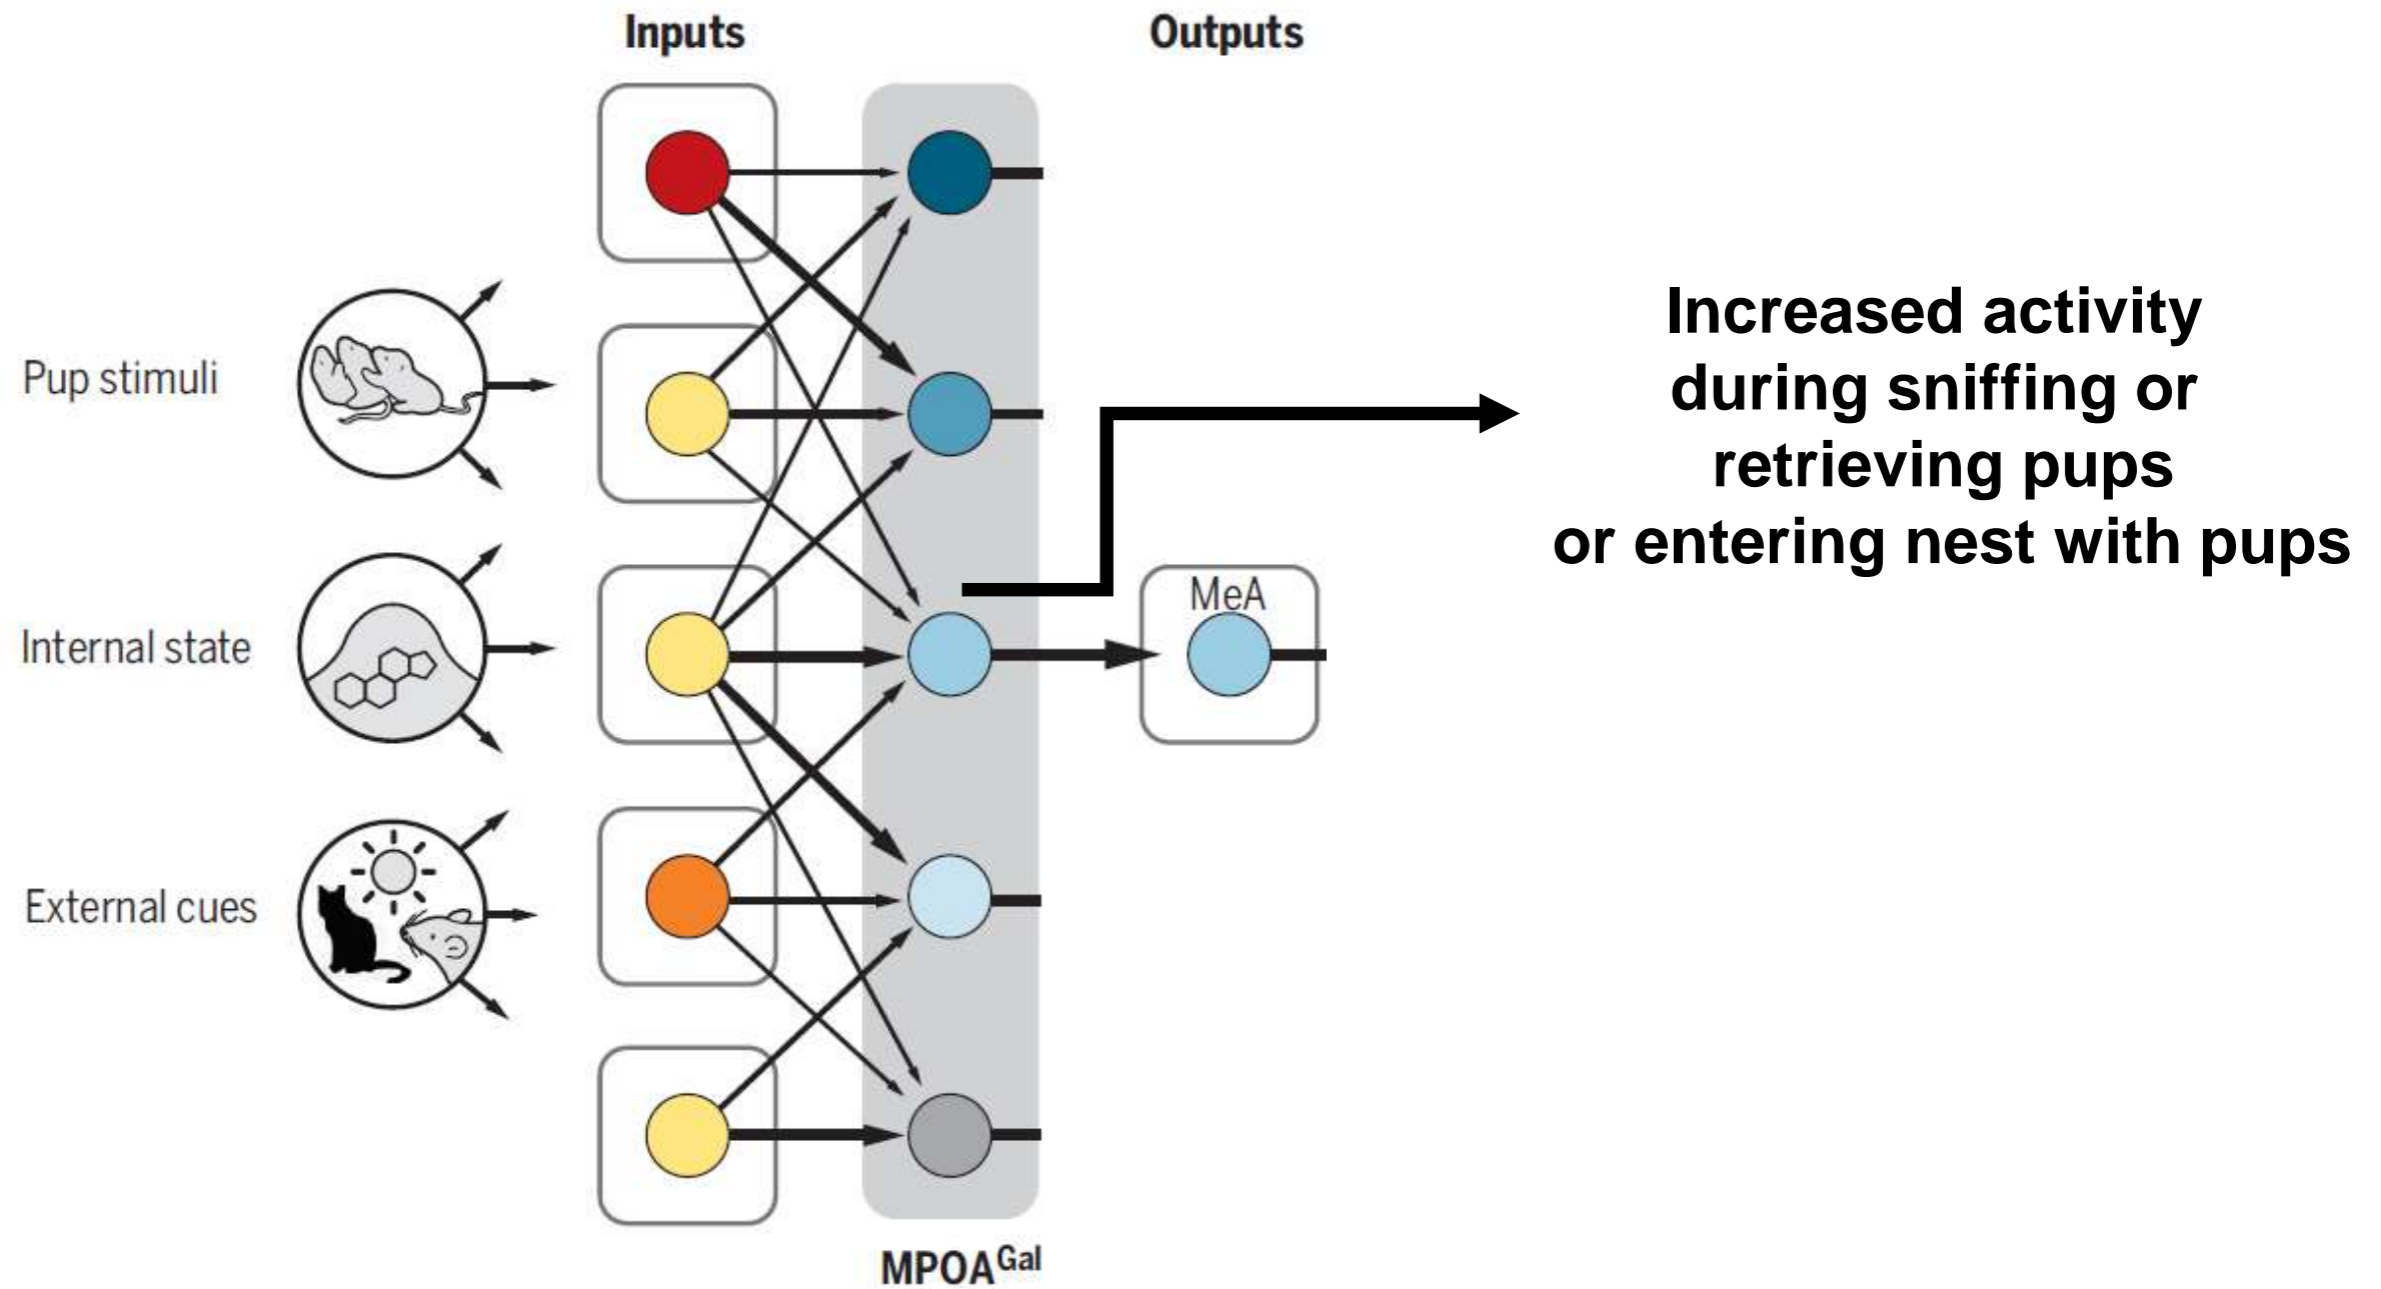 Inputs
Outputs
Pup stimuli
Internal state
External cues
Increased activity
during sniffing or
retrieving pups
or entering nest with pups
MeA
MPOAGal